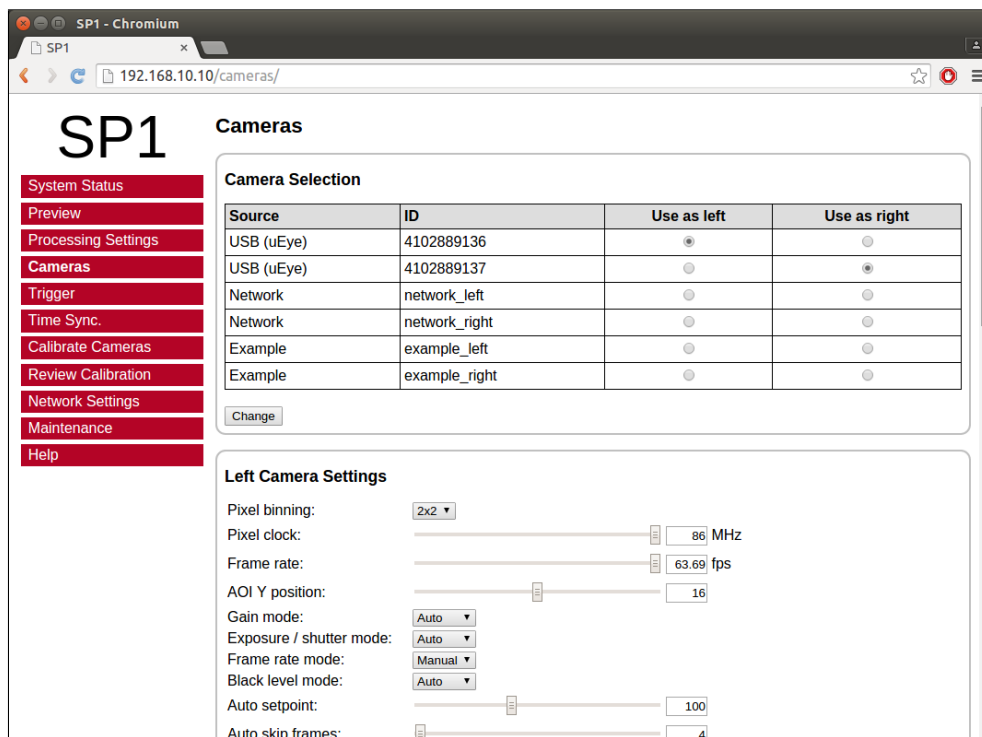 SP1 - Chromium
SP1
192.168.10.10/cameras/
SP1
System Status
Preview
Processing Settings
Cameras
Trigger
Time Sync.
Calibrate Cameras
Review Calibration
Network Settings
Maintenance
Help
Cameras
Camera Selection
Source ID Use as left Use as right
USB (uEye) 4102889136
USB (uEye) 4102889137
Network network_left
Network network_right
Example example_left
Example example_right
Change
Left Camera Settings
Pixel binning: 2x2
Pixel clock: 86 MHz
Frame rate: 63.69 fps
AOI Y position: 16
Gain mode: Auto
Exposure / shutter mode: Auto
Frame rate mode: Manual
Black level mode: Auto
Auto setpoint: 100
Auto skip frames: 4